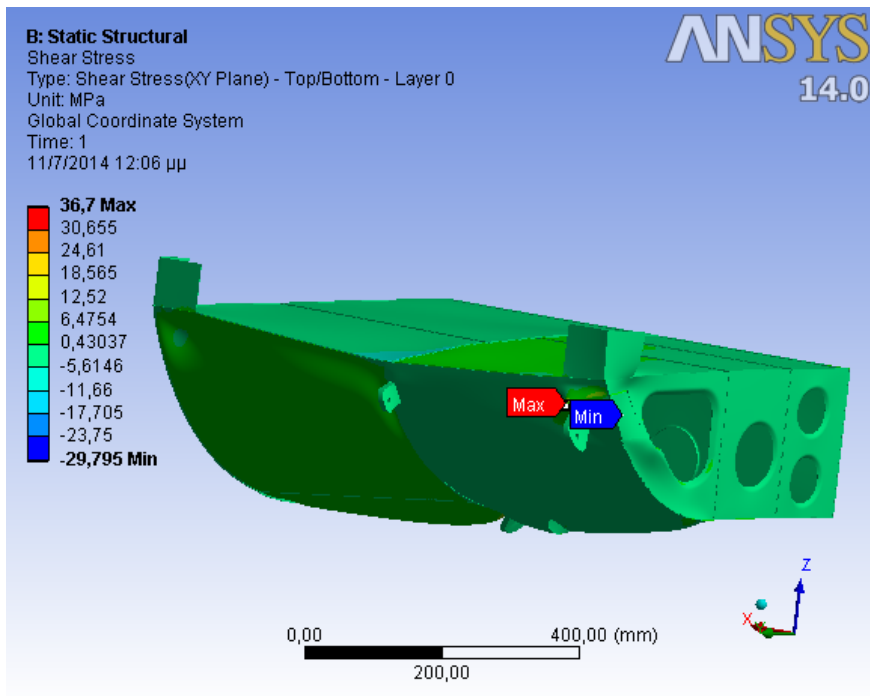 B: Static Structural
Shear Stress
Type: Shear Stress(XY Plane) - Top/Bottom - Layer 0
Unit: MPa
Global Coordinate System
Time: 1
11/7/2014 12:06 μμ
ANSYS
14.0
36,7 Max
30,655
24,61
18,565
12,52
6,4754
0,43037
-5,6146
-11,66
-17,705
-23,75
-29,795 Min
Max
Min
Z
X
0,00
400,00 (mm)
200,00